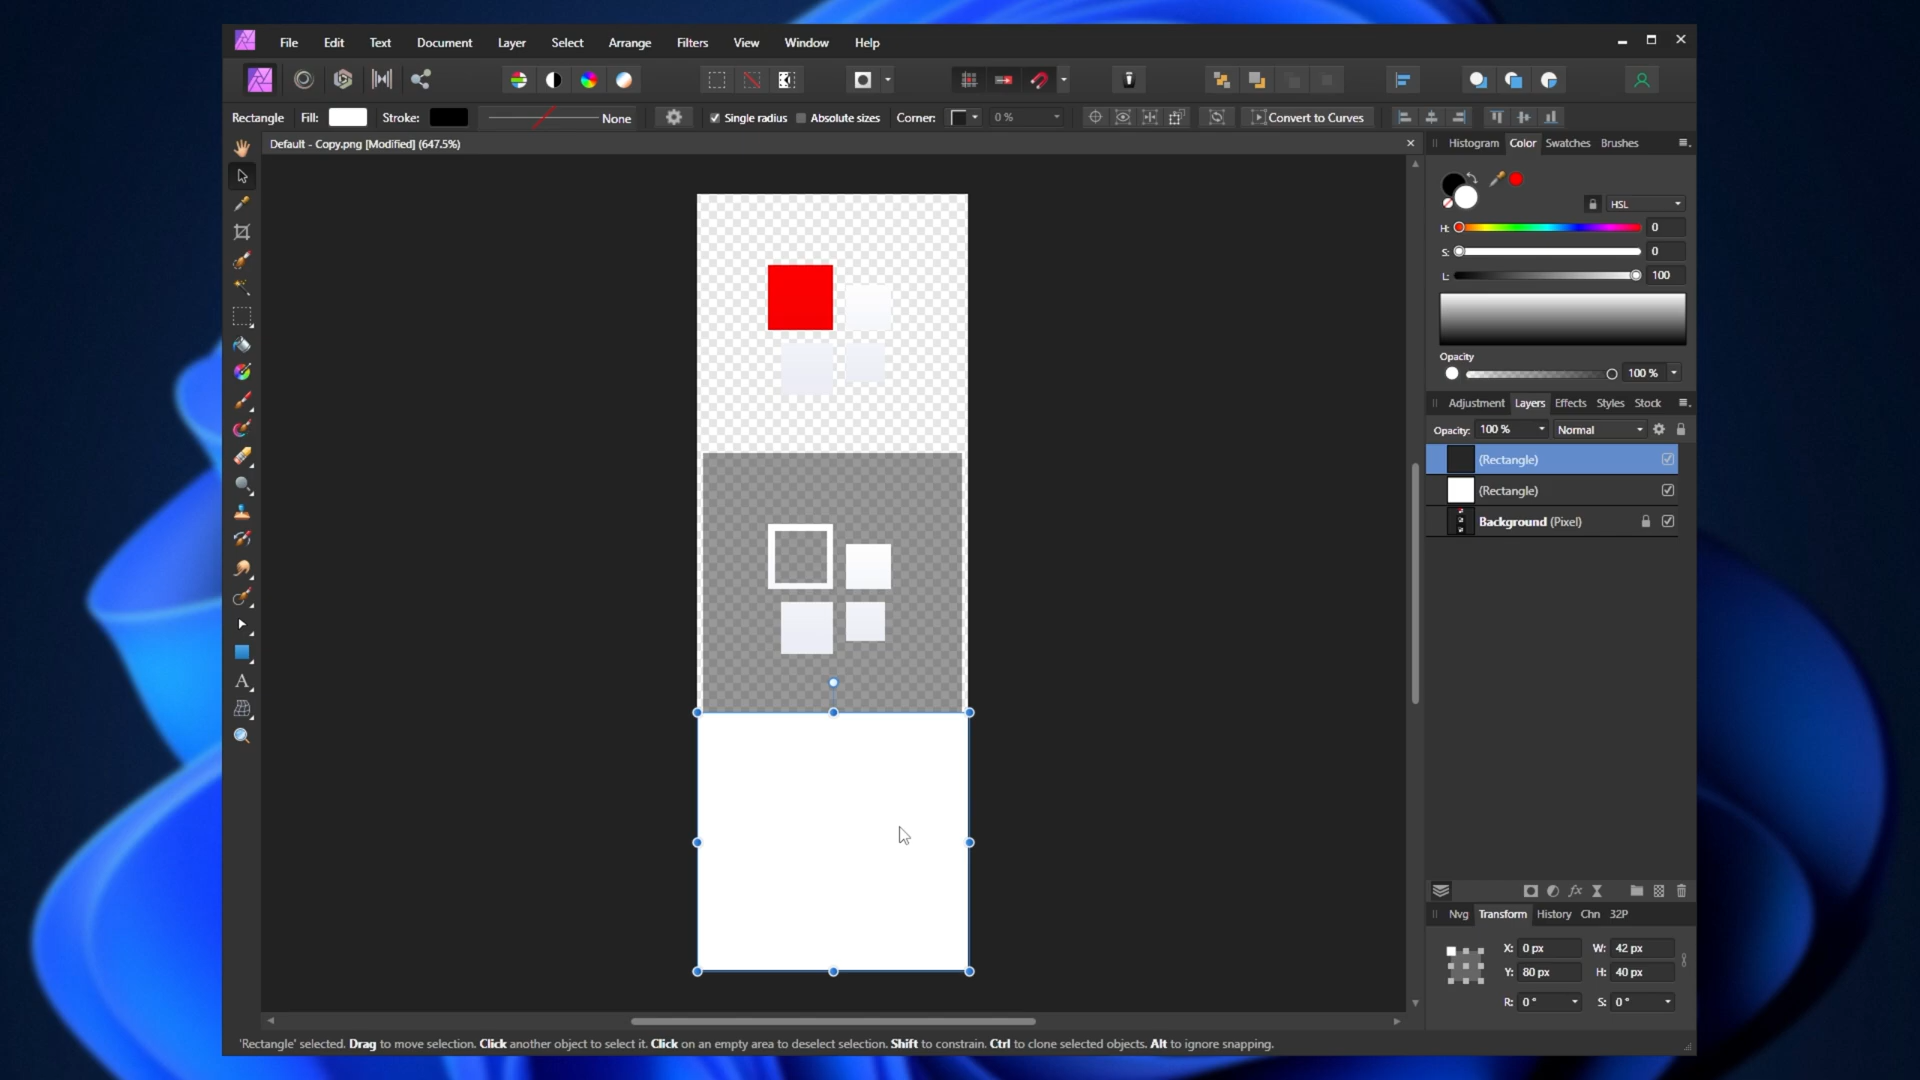 File Edit Text Document Layer Select Arrange Filters View Window Help
Rectangle Fill: Stroke: None Single radius Absolute sizes Corner: 0 % Convert to Curves
Default - Copy.png [Modified] (647.5%)
Histogram Color Swatches Brushes
HSL
H: 0
S: 0
L: 100
Opacity
100 %
Adjustment Layers Effects Styles Stock
Opacity: 100 % Normal
(Rectangle)
(Rectangle)
Background (Pixel)
fx
A
Nvg Transform History Chn 32P
X: 0 px W: 42 px
Y: 80 px H: 40 px
R: 0 ° S: 0 °
'Rectangle' selected. Drag to move selection. Click another object to select it. Click on an empty area to deselect selection. Shift to constrain. Ctrl to clone selected objects. Alt to ignore snapping.